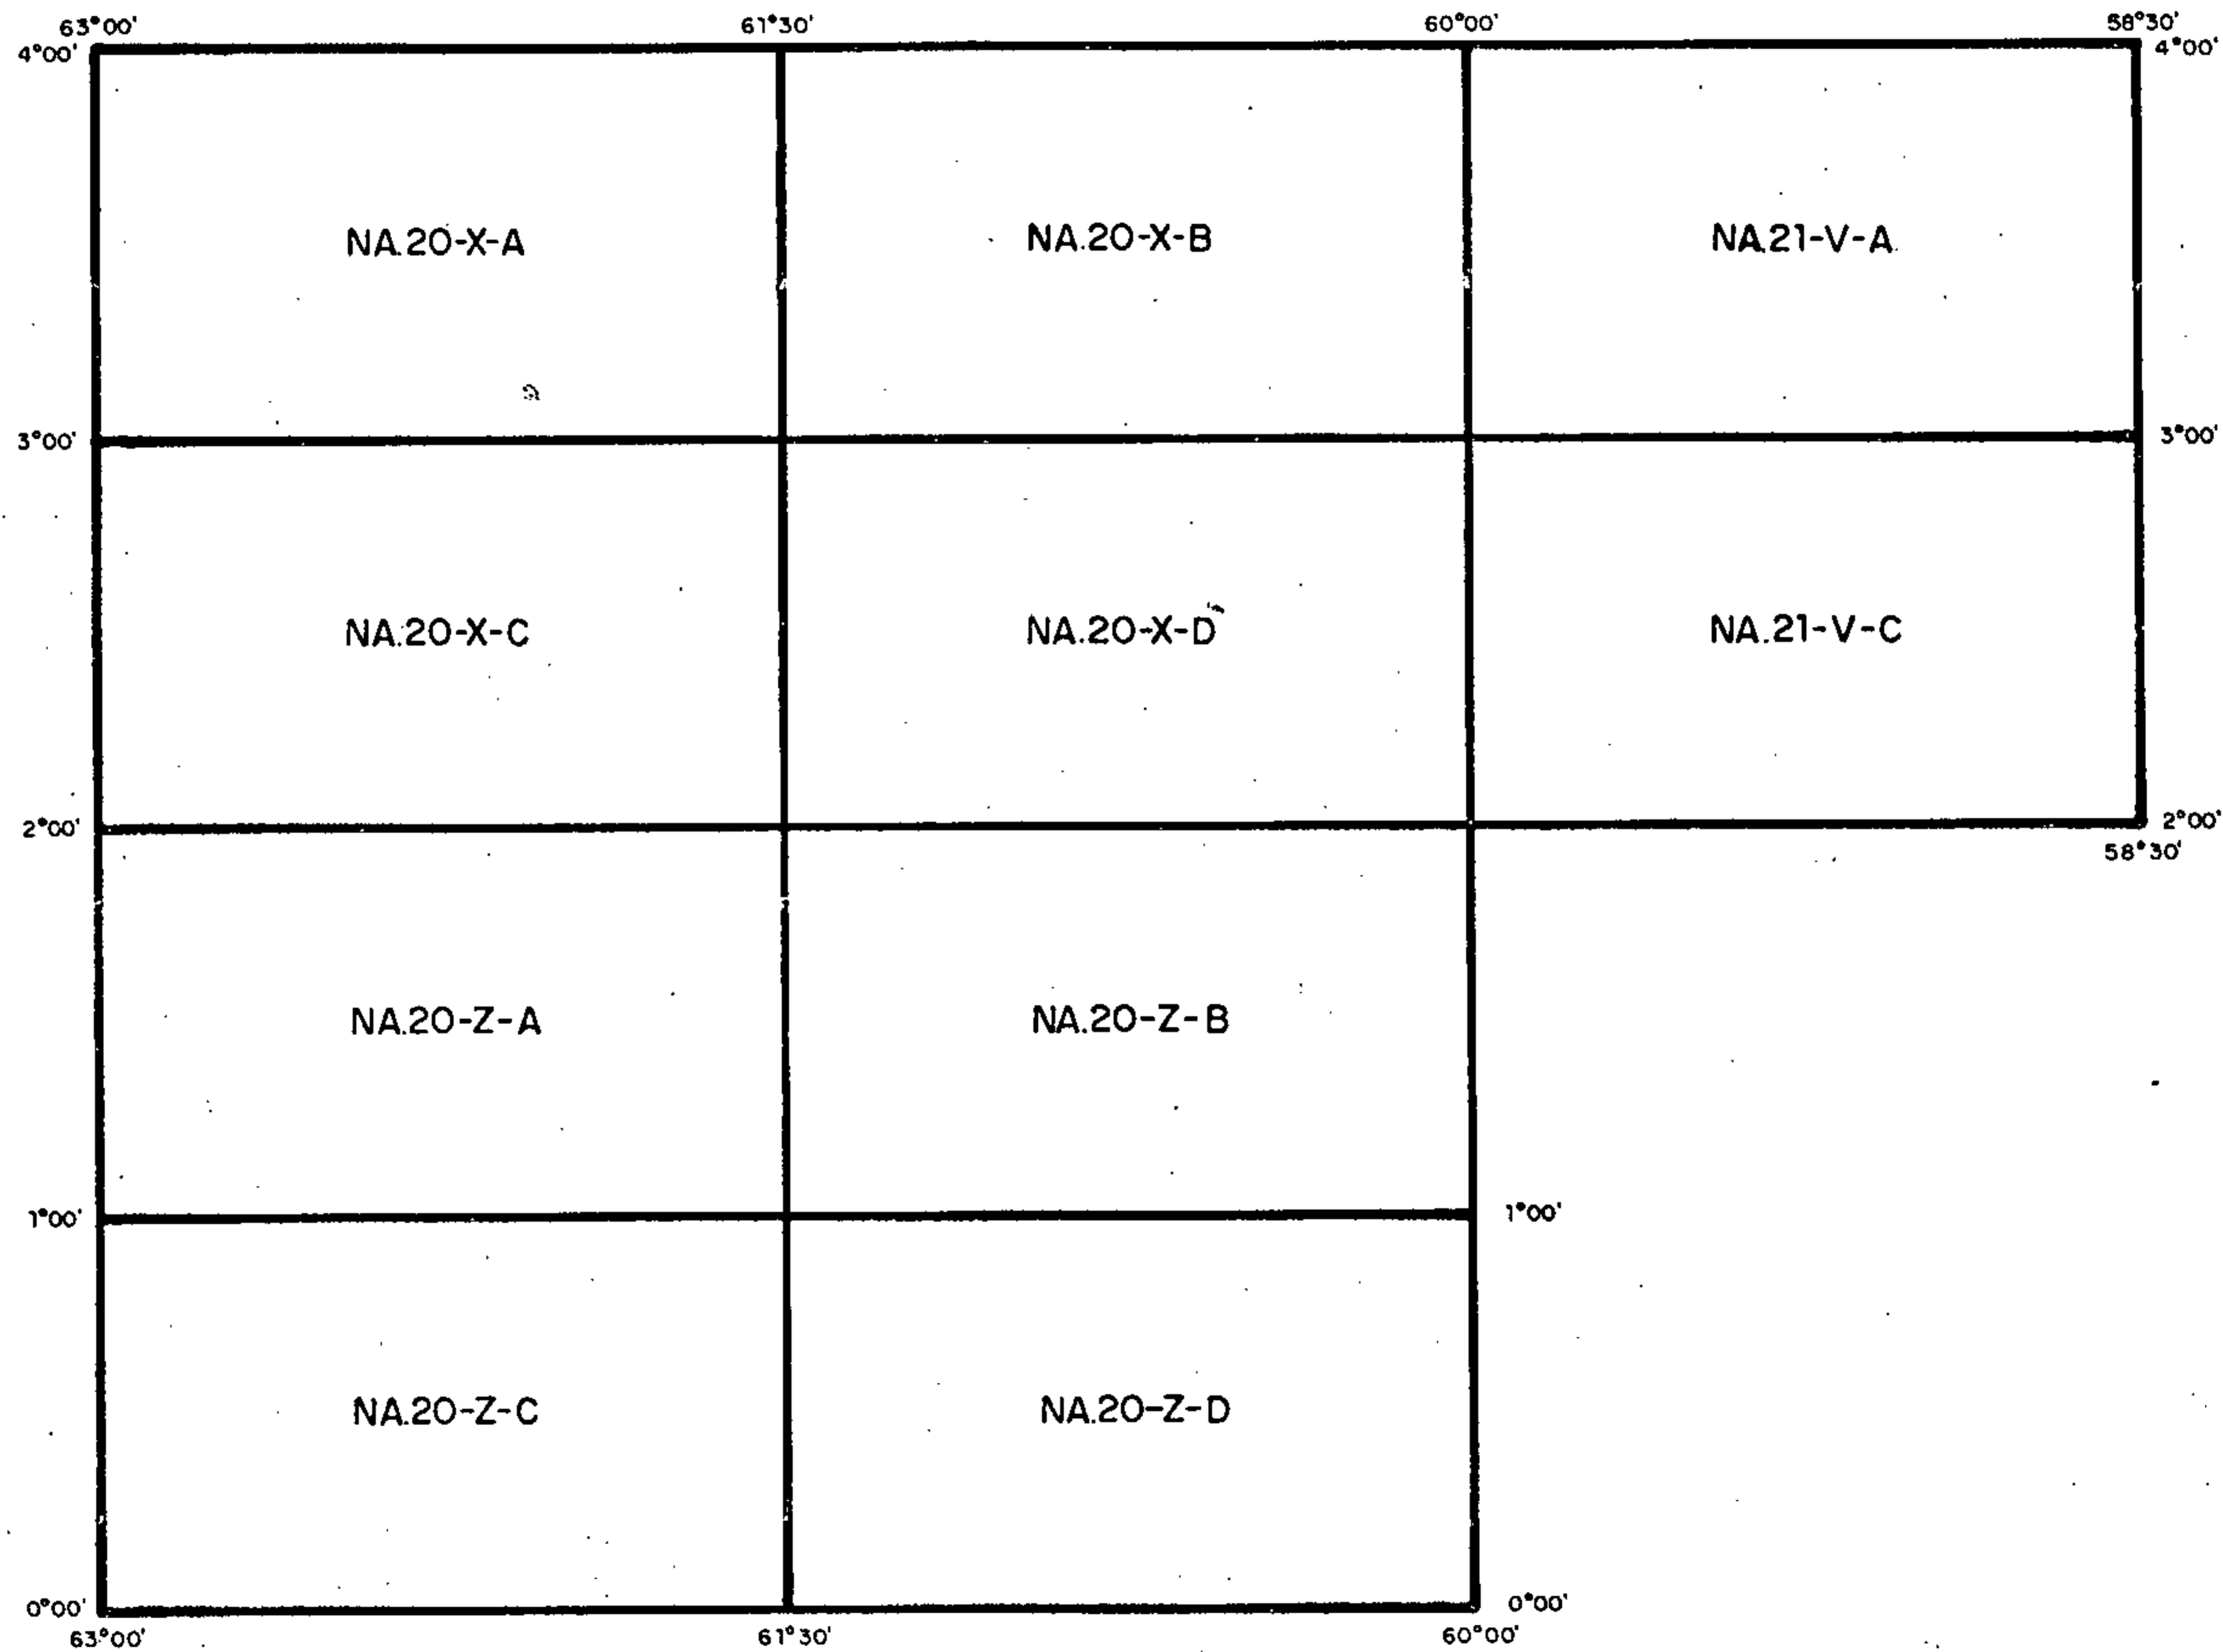 63°00' 61°30' 60°00' 58°30'
4°00' 4°00'
NA.20-X-A NA.20-X-B NA.21-V-A
3°00' 3°00'
NA.20-X-C NA.20-X-D NA.21-V-C
2°00' 2°00'
58°30'
NA.20-Z-A NA.20-Z-B
1°00' 1°00'
NA.20-Z-C NA.20-Z-D
0°00' 0°00'
63°00' 61°30' 60°00'